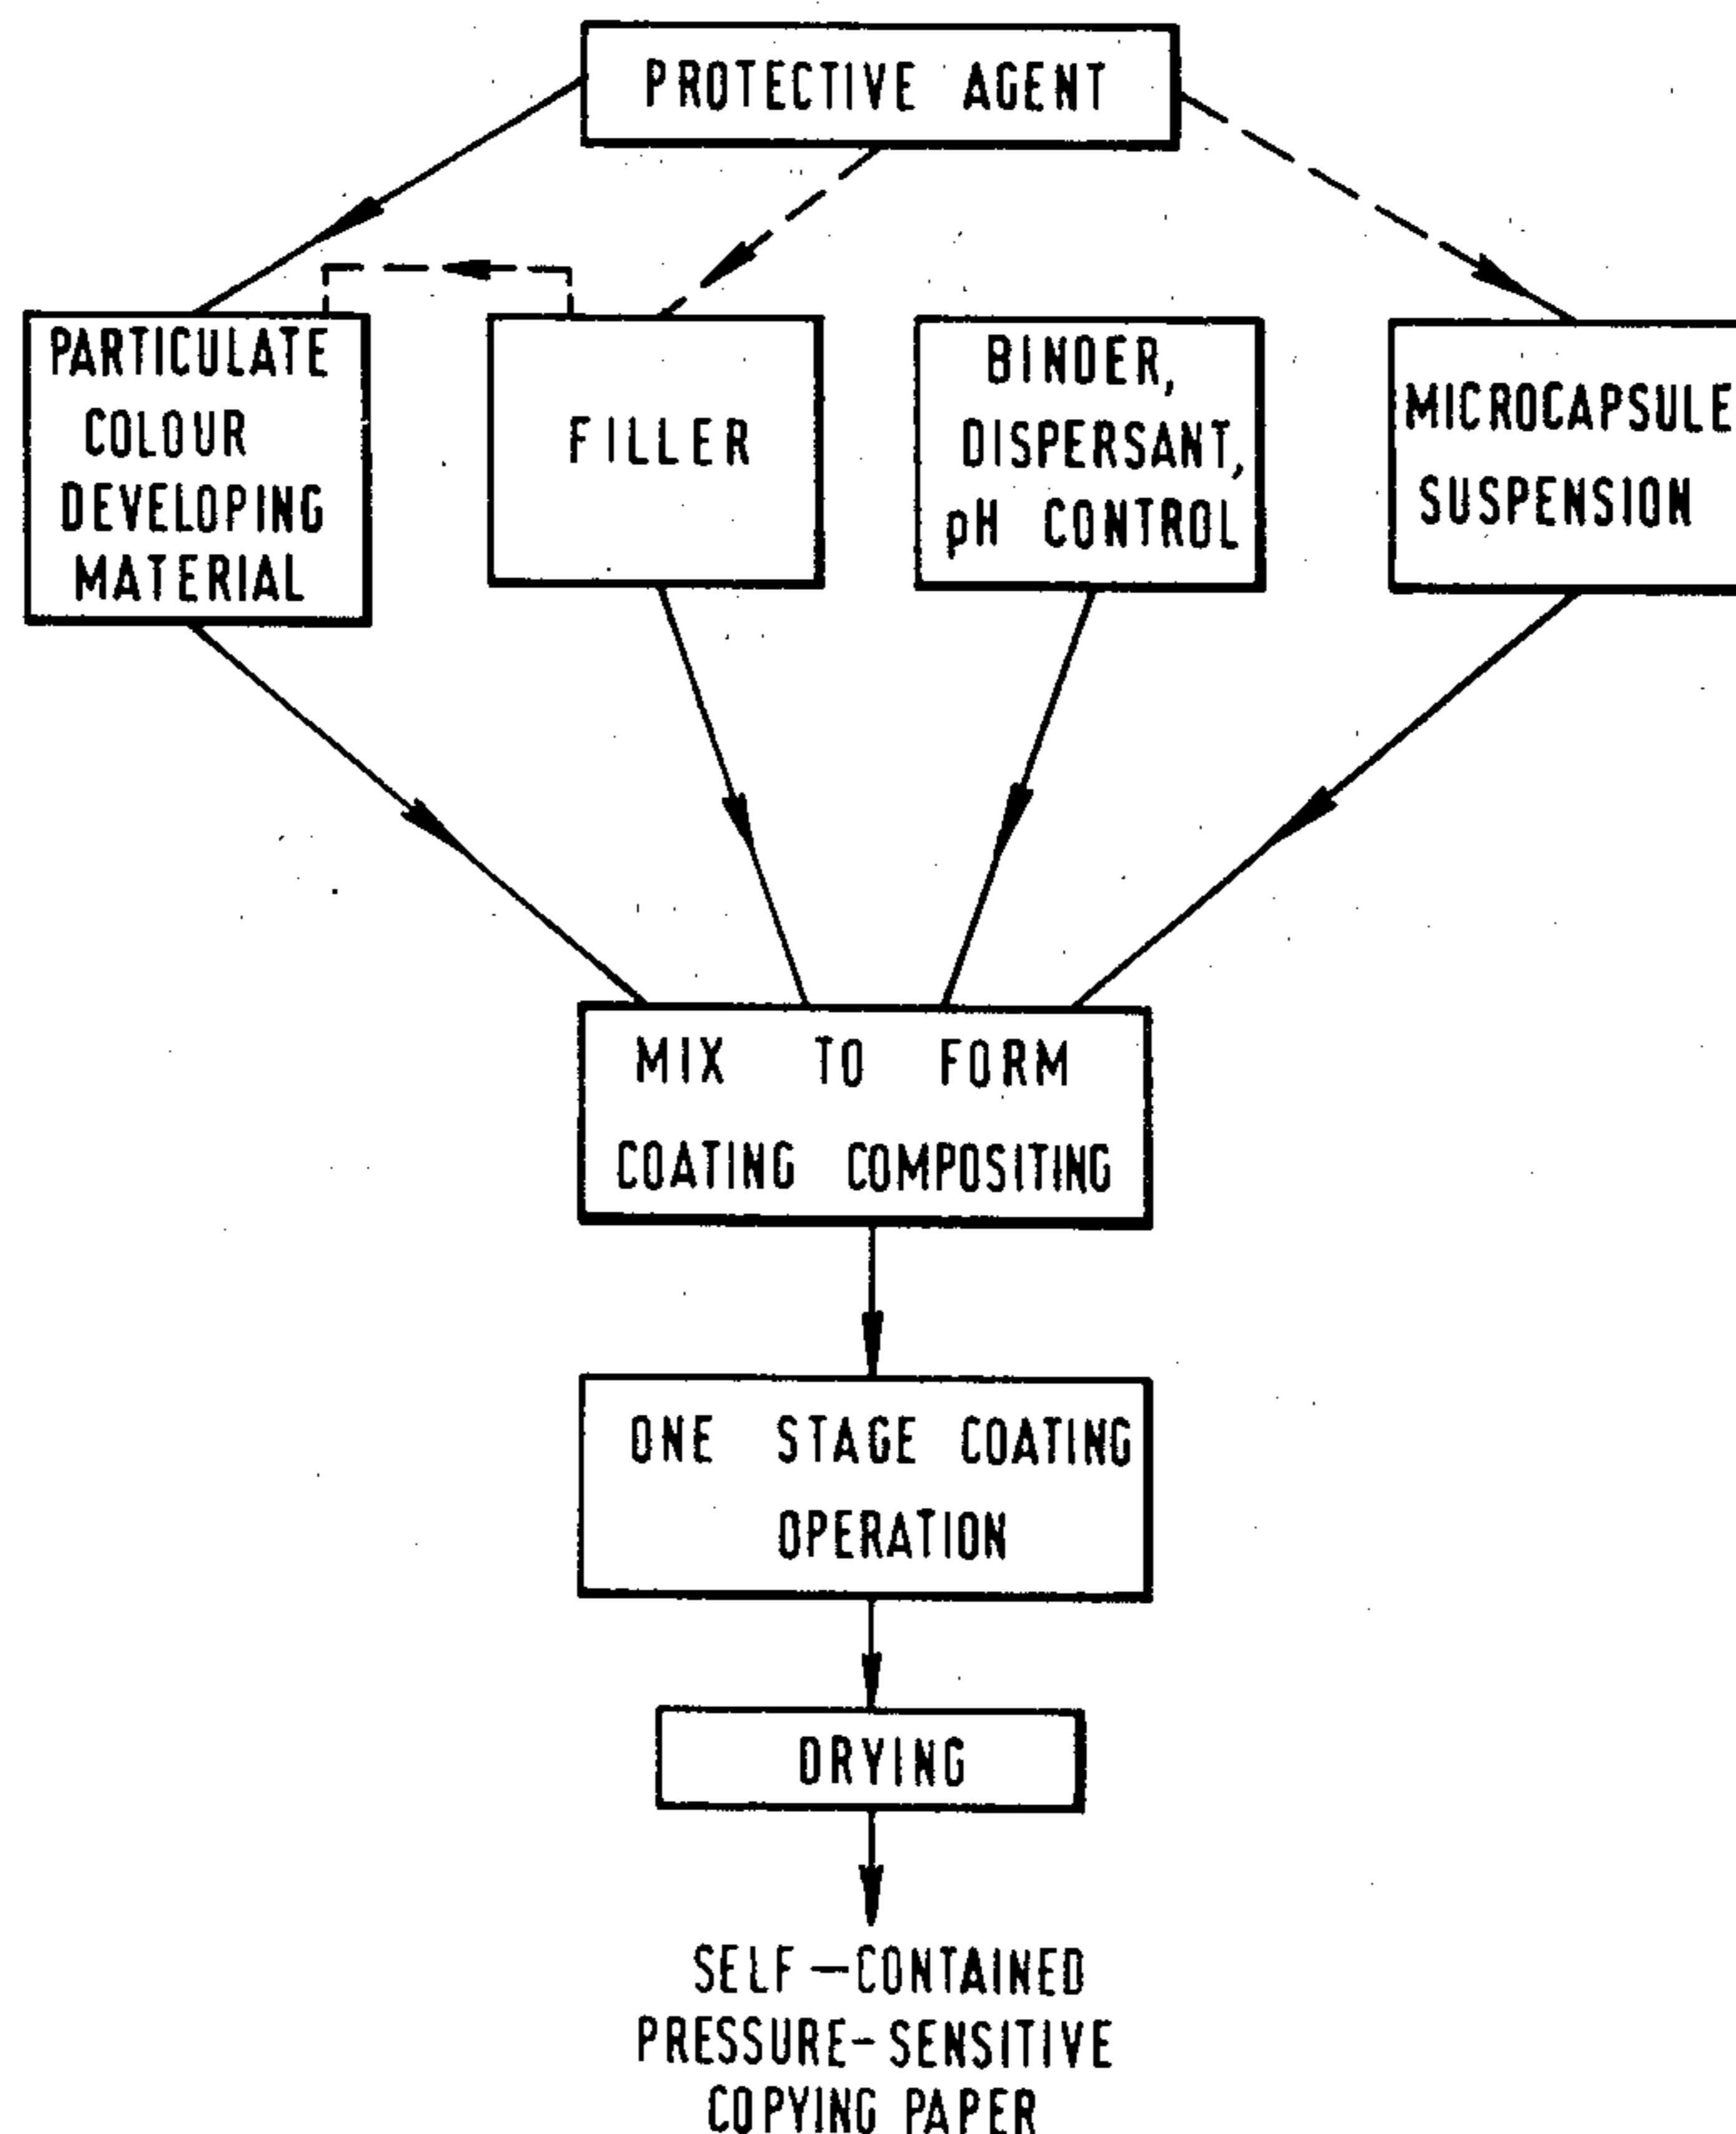 PROTECTIVE AGENT
PARTICULATE
COLOUR
DEVELOPING
MATERIAL
FILLER
BINDER,
DISPERSANT,
pH CONTROL
MICROCAPSULE
SUSPENSION
MIX TO FORM
COATING COMPOSITING
ONE STAGE COATING
OPERATION
DRYING
SELF-CONTAINED
PRESSURE-SENSITIVE
COPYING PAPER